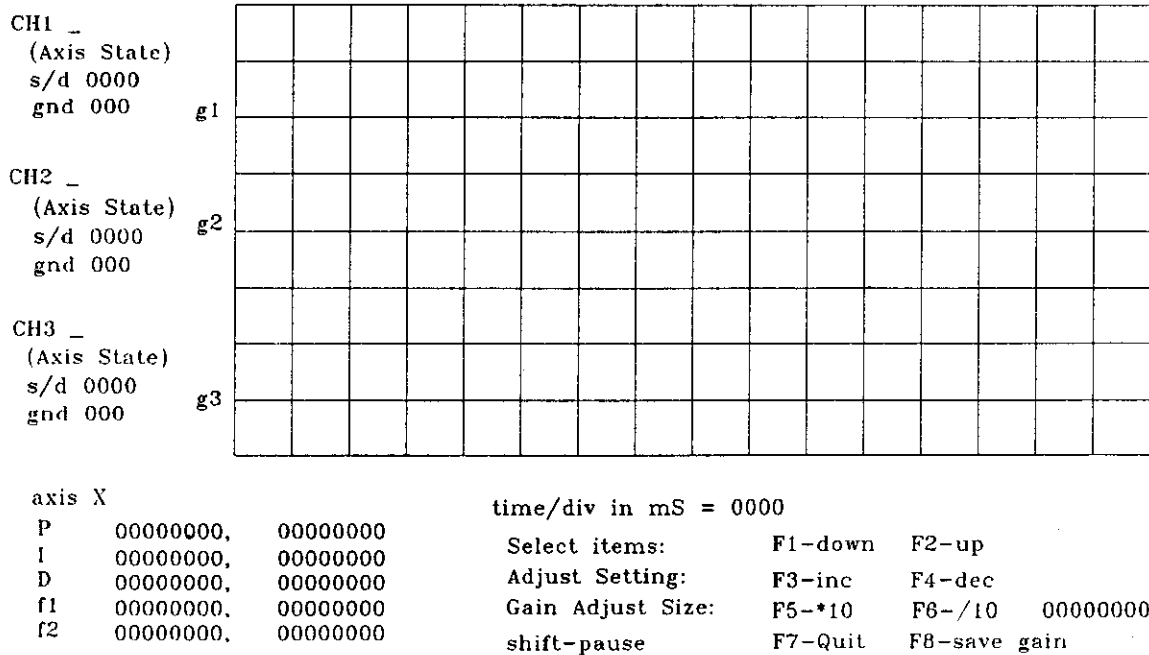 CH1 _
(Axis State)
s/d 0000
gnd 000
g1
CH2 _
(Axis State)
s/d 0000
gnd 000
g2
CH3 _
(Axis State)
s/d 0000
gnd 000
g3
axis X
P 00000000, 00000000
I 00000000, 00000000
D 00000000, 00000000
f1 00000000, 00000000
f2 00000000, 00000000
time/div in mS = 0000
Select items: F1-down F2-up
Adjust Setting: F3-inc F4-dec
Gain Adjust Size: F5-*10 F6-/10 00000000
shift-pause F7-Quit F8-save gain